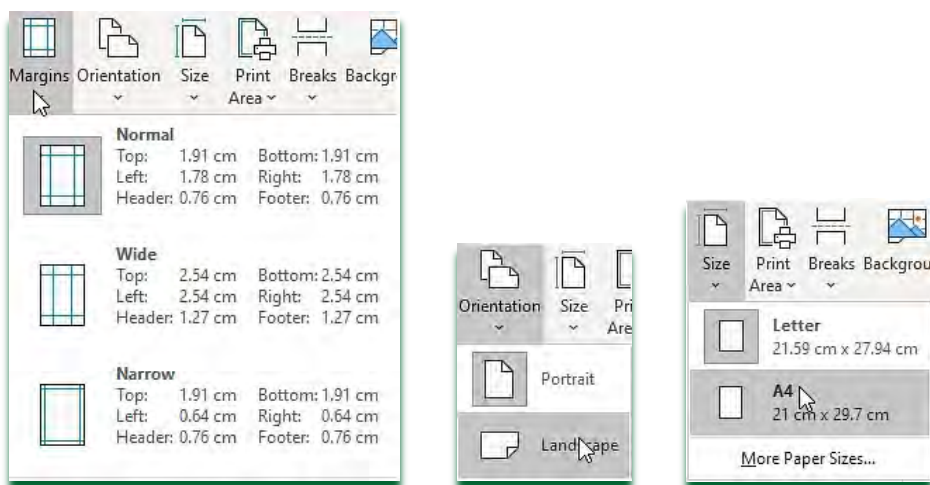 Margins Orientation Size Print Breaks Backgr
Area
Normal
Top: 1.91 cm Bottom: 1.91 cm
Left: 1.78 cm Right: 1.78 cm
Header: 0.76 cm Footer: 0.76 cm
Wide
Top: 2.54 cm Bottom: 2.54 cm
Left: 2.54 cm Right: 2.54 cm
Header: 1.27 cm Footer: 1.27 cm
Narrow
Top: 1.91 cm Bottom: 1.91 cm
Left: 0.64 cm Right: 0.64 cm
Header: 0.76 cm Footer: 0.76 cm
Orientation Size Pri
Are
Portrait
Landscape
Size Print Breaks Backgrou
Area
Letter
21.59 cm x 27.94 cm
A4
21 cm x 29.7 cm
More Paper Sizes...